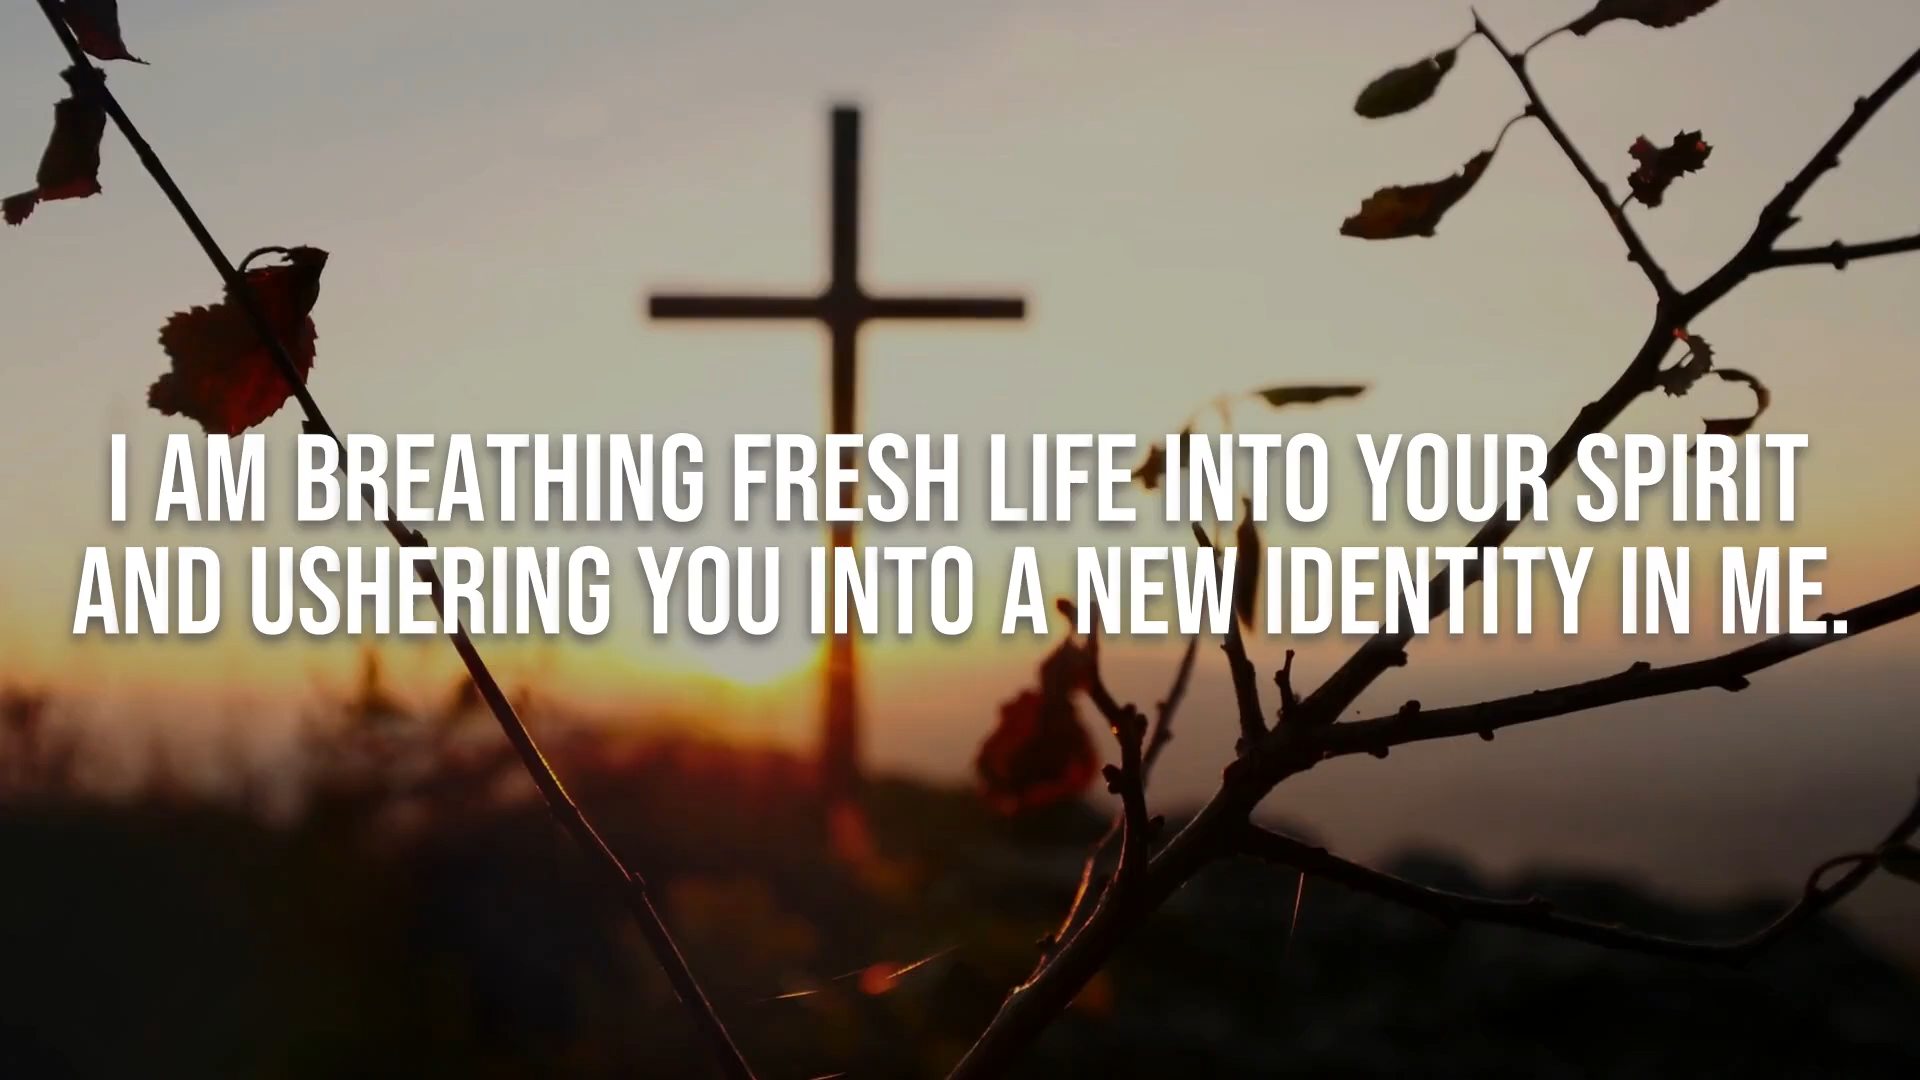 I AM BREATHING FRESH LIFE INTO YOUR SPIRIT
AND USHERING YOU INTO A NEW IDENTITY IN ME.